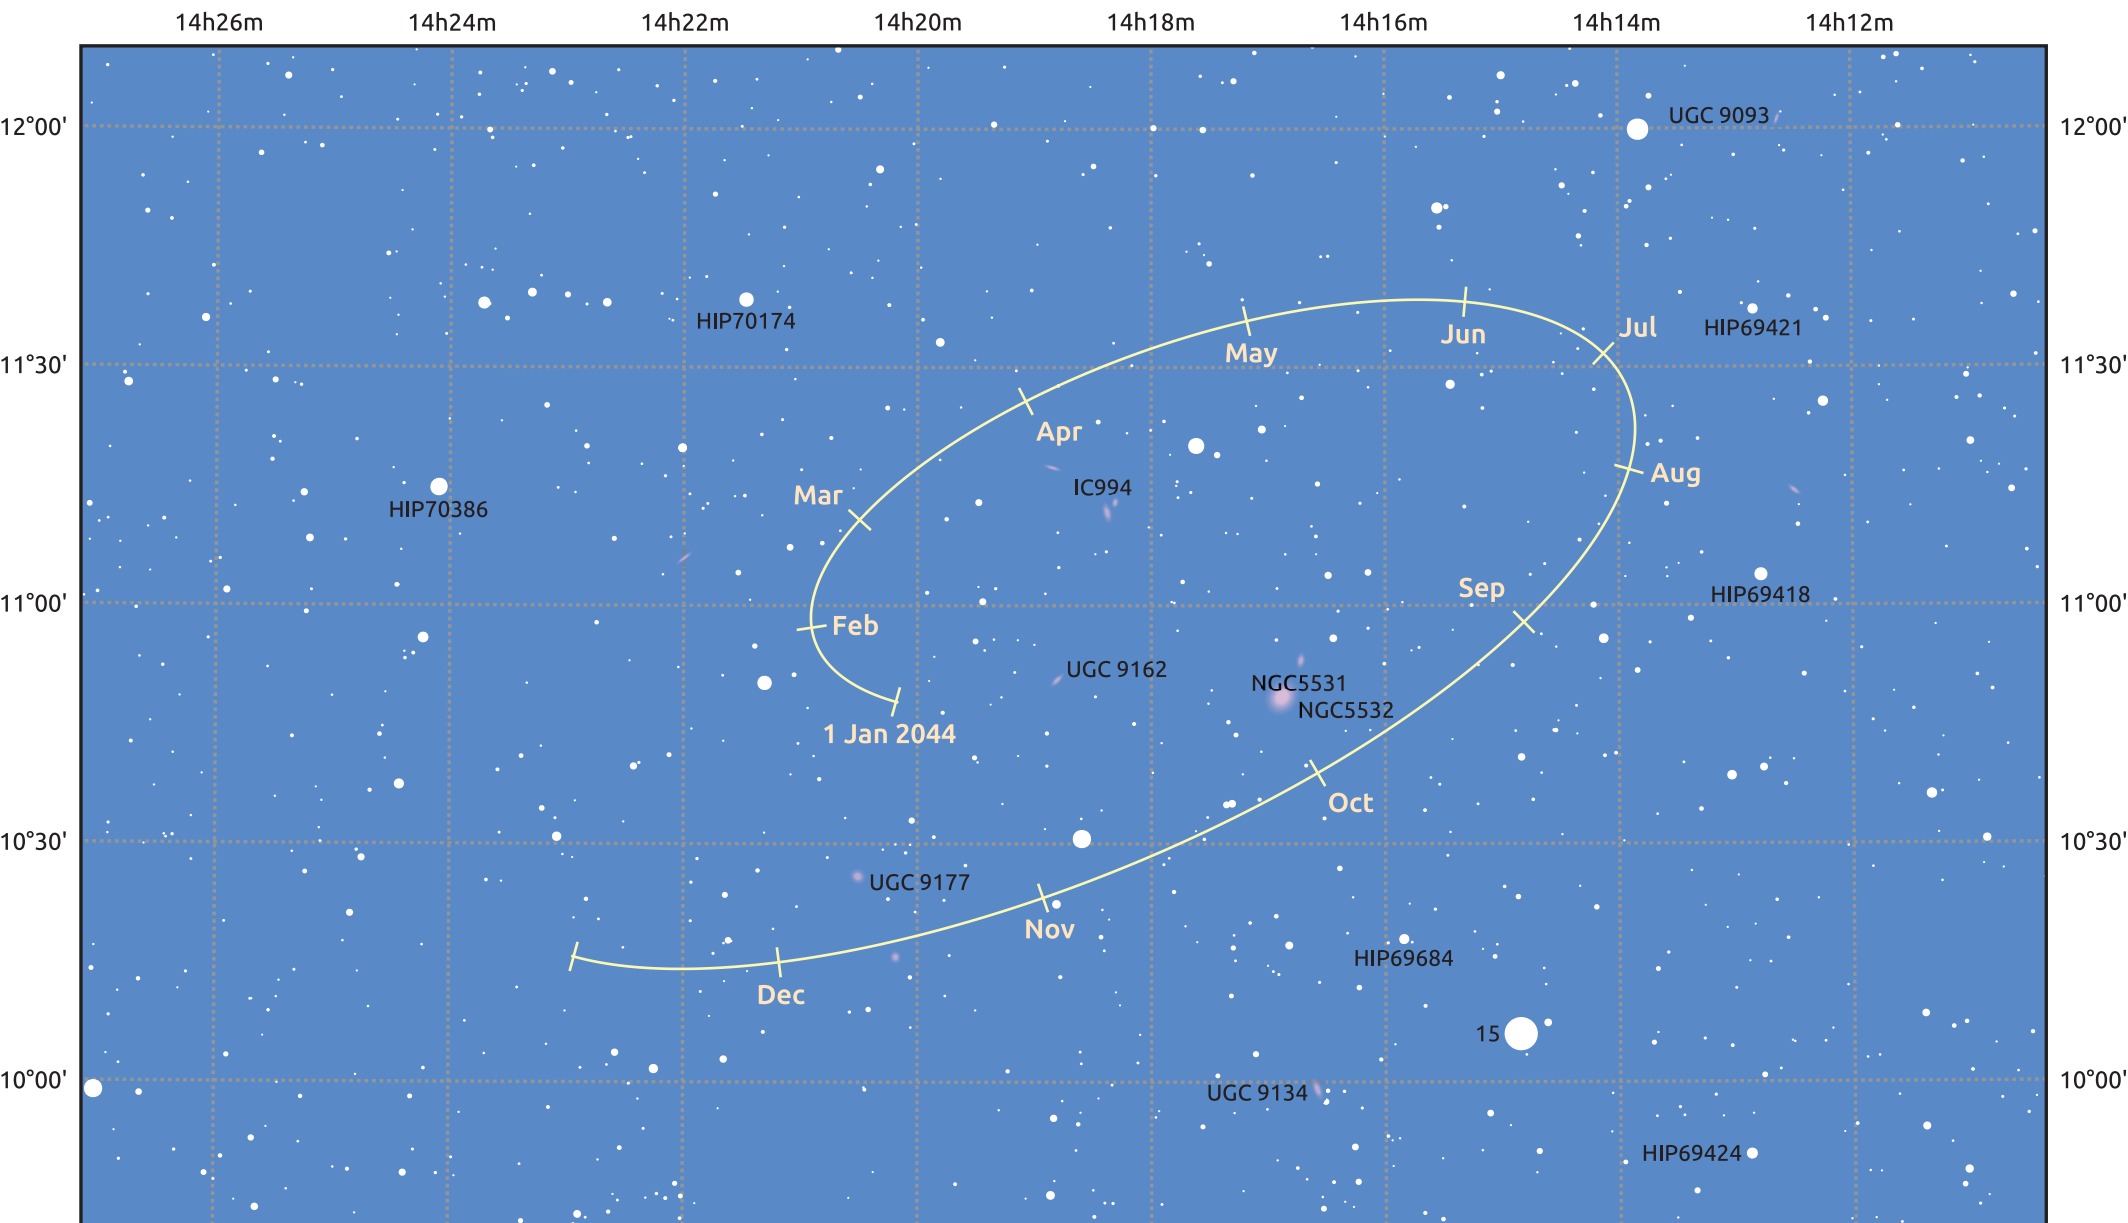 14h26m 14h24m 14h22m 14h20m 14h18m 14h16m 14h14m 14h12m
UGC 9093
12°00' 12°00'
HIP70174
Jul
HIP69421
Jun
May
11°30' 11°30'
Apr
Aug
IC994
Mar
HIP70386
Sep
HIP69418
11°00' 11°00'
Feb
UGC 9162
NGC5531
NGC5532
1 Jan 2044
Oct
10°30' 10°30'
UGC 9177
Nov
HIP69684
Dec
15
10°00' 10°00'
UGC 9134
HIP69424